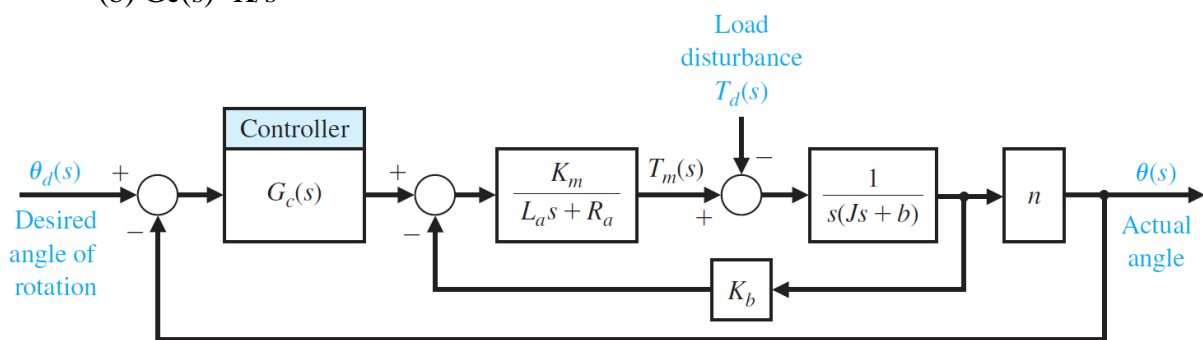 (b) Gc(s)=K/s
Load
disturbance
T_d(s)
Controller
θ_d(s)
+
−
Desired
angle of
rotation
G_c(s)
+
−
K_m
L_a s + R_a
T_m(s)
+
−
1
s(Js + b)
n
θ(s)
Actual
angle
K_b